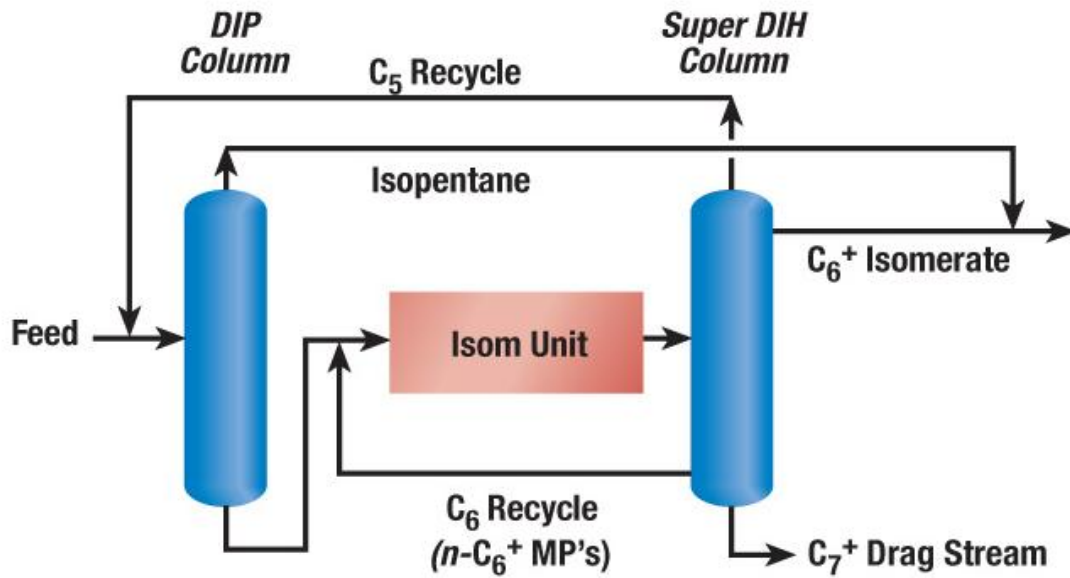 DIP
Column
Super DIH
Column
C₅ Recycle
Isopentane
C₆⁺ Isomerate
Feed
Isom Unit
C₆ Recycle
(n-C₆⁺ MP's)
C₇⁺ Drag Stream